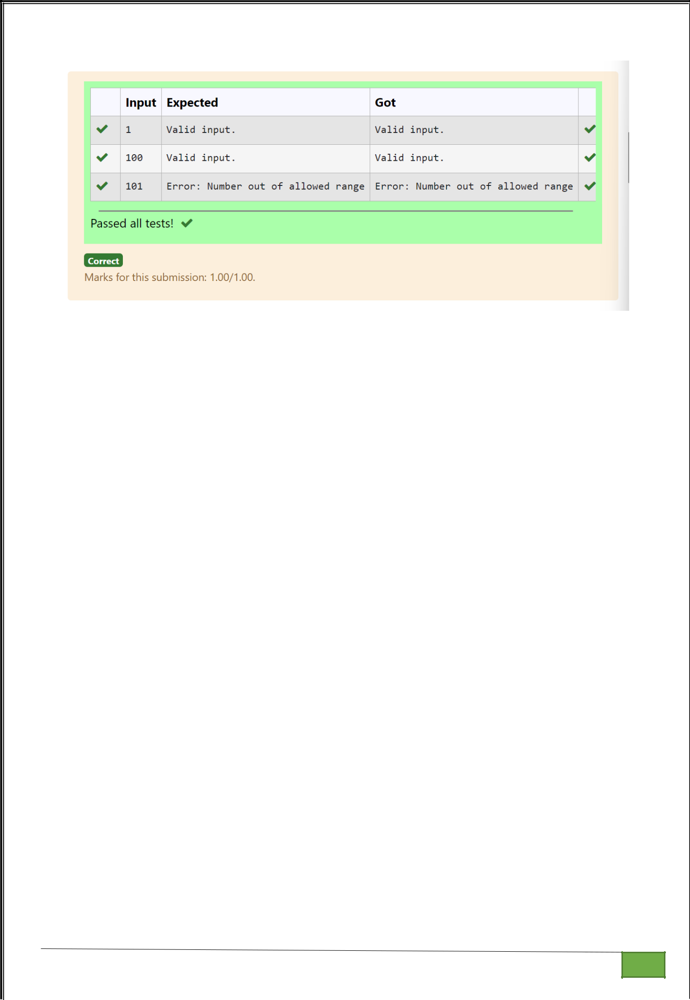 Input Expected Got
1 Valid input. Valid input.
100 Valid input. Valid input.
101 Error: Number out of allowed range Error: Number out of allowed range
Passed all tests!
Correct
Marks for this submission: 1.00/1.00.